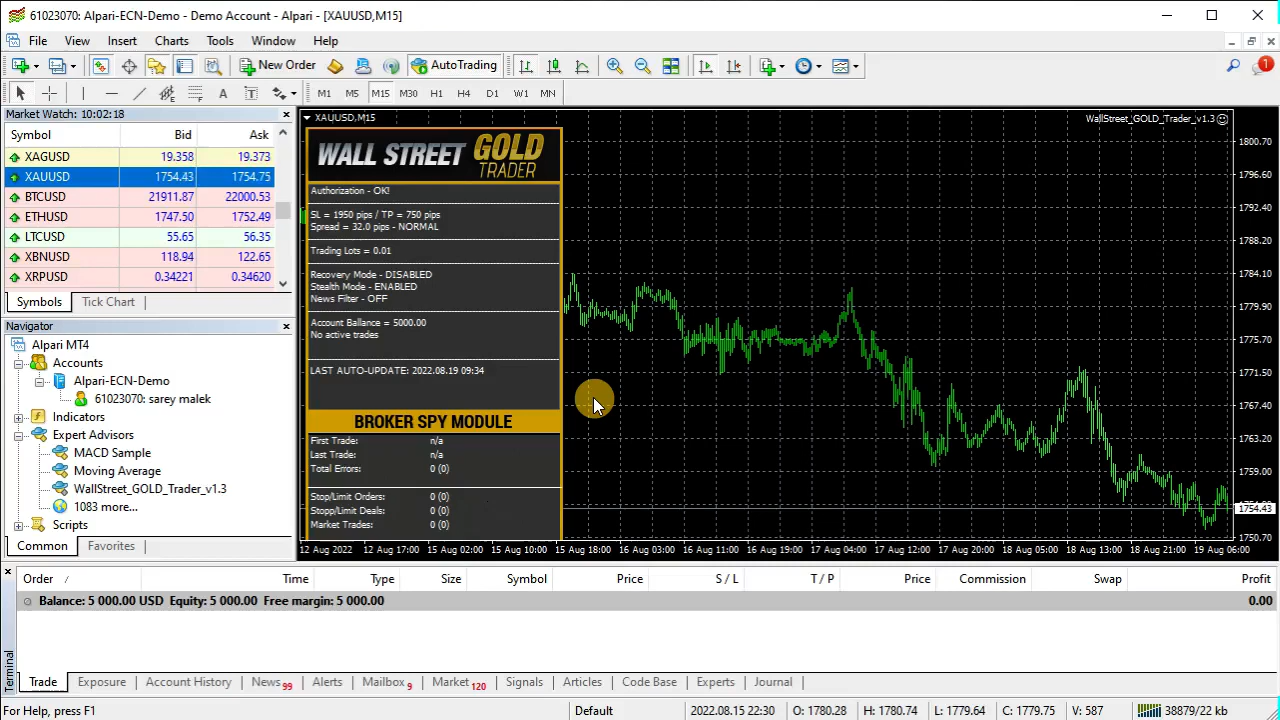 61023070: Alpari-ECN-Demo - Demo Account - Alpari - [XAUUSD,M15]
File View Insert Charts Tools Window Help
New Order AutoTrading 1
A T M1 M5 M15 M30 H1 H4 D1 W1 MN
Market Watch: 10:02:18
Symbol Bid Ask
XAGUSD 19.358 19.373
XAUUSD 1754.43 1754.75
BTCUSD 21911.87 22000.53
ETHUSD 1747.50 1752.49
LTCUSD 55.65 56.35
XBNUSD 118.94 122.65
XRPUSD 0.34221 0.34620
Symbols Tick Chart
Navigator
Alpari MT4
Accounts
Alpari-ECN-Demo
61023070: sarey malek
Indicators
Expert Advisors
MACD Sample
Moving Average
WallStreet_GOLD_Trader_v1.3
1083 more...
Scripts
Common Favorites
XAUUSD,M15
WallStreet_GOLD_Trader_v1.3
WALL STREET GOLD TRADER
Authorization - OK!
SL = 1950 pips / TP = 750 pips
Spread = 32.0 pips - NORMAL
Trading Lots = 0.01
Recovery Mode - DISABLED
Stealth Mode - ENABLED
News Filter - OFF
Account Ballance = 5000.00
No active trades
LAST AUTO-UPDATE: 2022.08.19 09:34
BROKER SPY MODULE
First Trade: n/a
Last Trade: n/a
Total Errors: 0 (0)
Stop/Limit Orders: 0 (0)
Stopp/Limit Deals: 0 (0)
Market Trades: 0 (0)
1800.70
1796.60
1792.40
1788.20
1784.10
1779.90
1775.70
1771.50
1767.40
1763.20
1759.00
1754.43
1750.70
12 Aug 2022 12 Aug 17:00 15 Aug 02:00 15 Aug 10:00 15 Aug 18:00 16 Aug 03:00 16 Aug 11:00 16 Aug 19:00 17 Aug 04:00 17 Aug 12:00 17 Aug 20:00 18 Aug 05:00 18 Aug 13:00 18 Aug 21:00 19 Aug 06:00
Order / Time Type Size Symbol Price S / L T / P Price Commission Swap Profit
Balance: 5 000.00 USD Equity: 5 000.00 Free margin: 5 000.00 0.00
Terminal
Trade Exposure Account History News 99 Alerts Mailbox 9 Market 120 Signals Articles Code Base Experts Journal
For Help, press F1 Default 2022.08.15 22:30 O: 1780.28 H: 1780.74 L: 1779.64 C: 1779.75 V: 587 38879/22 kb